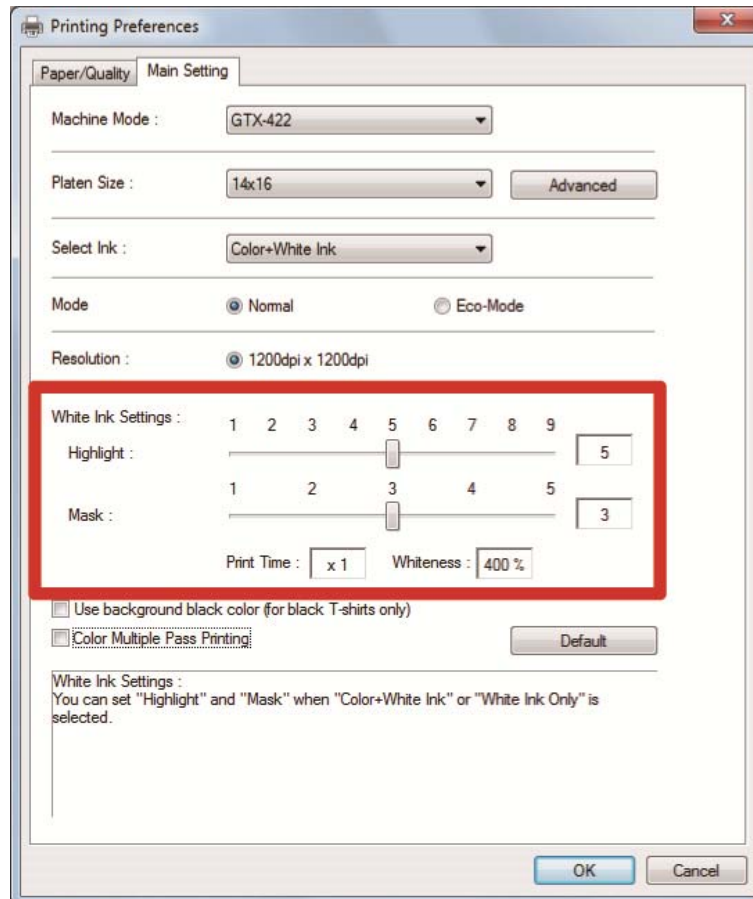 Printing Preferences
Paper/Quality Main Setting
Machine Mode : GTX-422
Platen Size : 14x16 Advanced
Select Ink : Color+White Ink
Mode Normal Eco-Mode
Resolution : 1200dpi x 1200dpi
White Ink Settings : 1 2 3 4 5 6 7 8 9
Highlight : 5
1 2 3 4 5
Mask : 3
Print Time : x 1 Whiteness : 400 %
Use background black color (for black T-shirts only)
Color Multiple Pass Printing Default
White Ink Settings :
You can set "Highlight" and "Mask" when "Color+White Ink" or "White Ink Only" is
selected.
OK Cancel